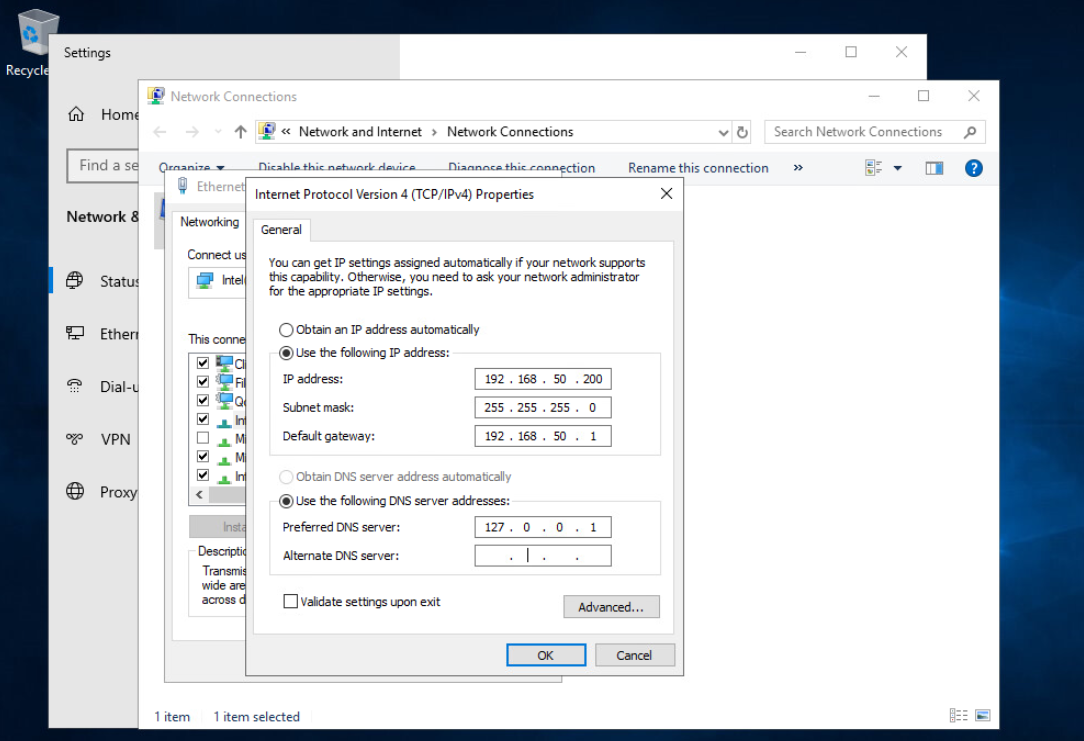 Recycle
Settings
Home
Find a se
Network &
Status
Ethern
Dial-u
VPN
Proxy
Network Connections
« Network and Internet › Network Connections
Search Network Connections
Organize Disable this network device Diagnose this connection Rename this connection »
Ethernet
Networking
Connect us
Intel(
This conne
Cli
Fil
Qo
Int
Mi
Mi
Int
Insta
Descriptio
Transmis
wide are
across d
Internet Protocol Version 4 (TCP/IPv4) Properties
General
You can get IP settings assigned automatically if your network supports
this capability. Otherwise, you need to ask your network administrator
for the appropriate IP settings.
Obtain an IP address automatically
Use the following IP address:
IP address: 192 . 168 . 50 . 200
Subnet mask: 255 . 255 . 255 . 0
Default gateway: 192 . 168 . 50 . 1
Obtain DNS server address automatically
Use the following DNS server addresses:
Preferred DNS server: 127 . 0 . 0 . 1
Alternate DNS server: . . .
Validate settings upon exit
Advanced...
OK Cancel
1 item 1 item selected